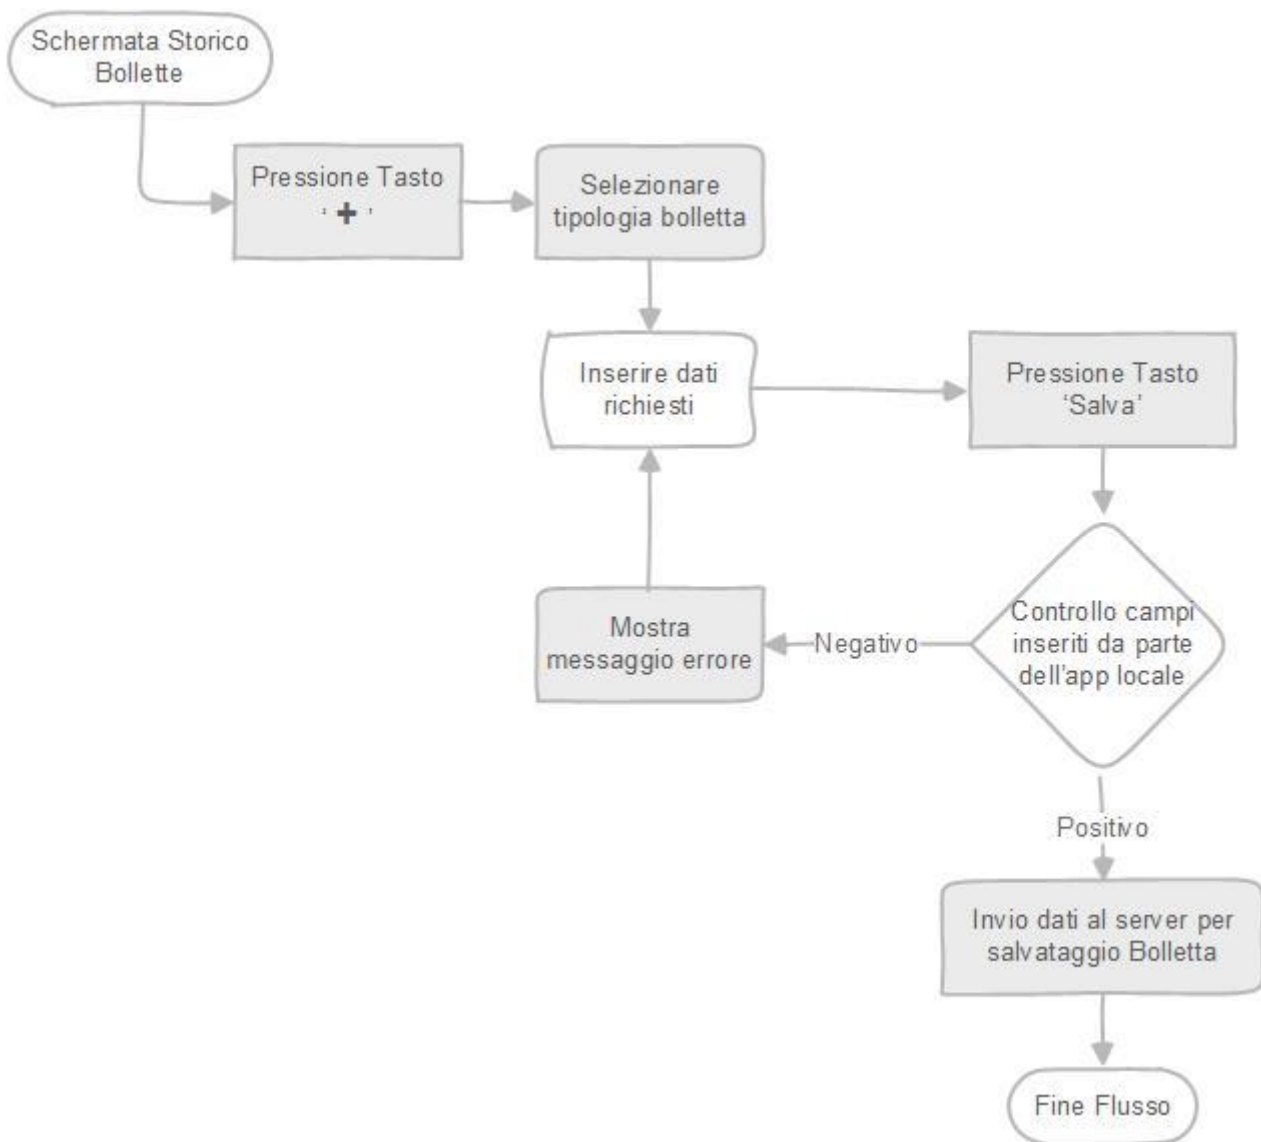 Schermata Storico
Bollette
Pressione Tasto
‘ + ’
Selezionare
tipologia bolletta
Inserire dati
richiesti
Pressione Tasto
‘Salva’
Controllo campi
inseriti da parte
dell'app locale
Negativo
Mostra
messaggio errore
Positivo
Invio dati al server per
salvataggio Bolletta
Fine Flusso